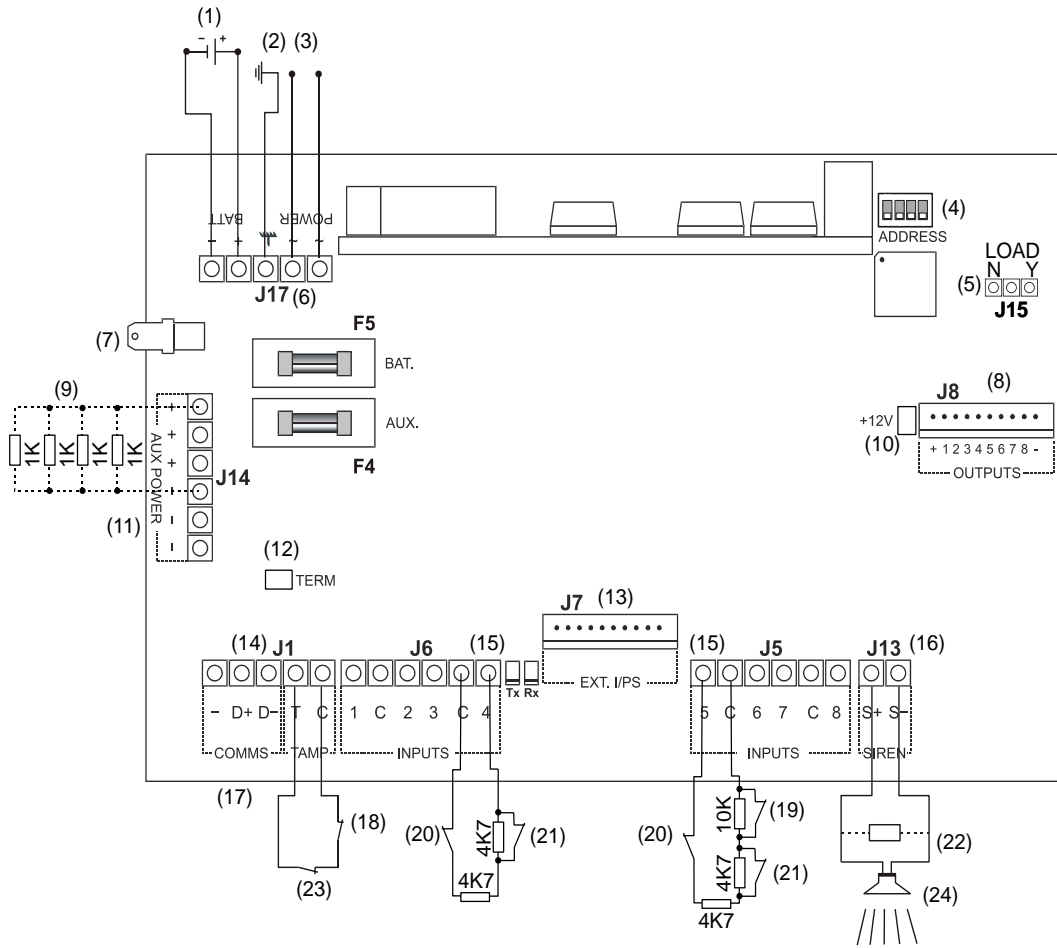 (1)
- +
(2) (3)
BATT POWER
- + ~ ~
J17 (6)
(4)
ADDRESS
LOAD
N Y
(5)
J15
(7)
F5
BAT.
AUX.
F4
(9)
1K 1K 1K 1K
+
+
+
-
-
-
AUX POWER
J14
(11)
J8 (8)
+12V
(10)
+ 1 2 3 4 5 6 7 8 -
OUTPUTS
(12)
TERM
J7 (13)
EXT. I/PS
(14) J1 J6 (15)
Tx Rx
(15) J5 J13 (16)
- D+ D- T C 1 C 2 3 C 4
5 C 6 7 C 8 S+ S-
COMMS TAMP INPUTS
INPUTS SIREN
(17)
(18)
(20)
4K7
(21)
4K7
(23)
10K
(19)
(20)
4K7
(21)
4K7
(22)
(24)